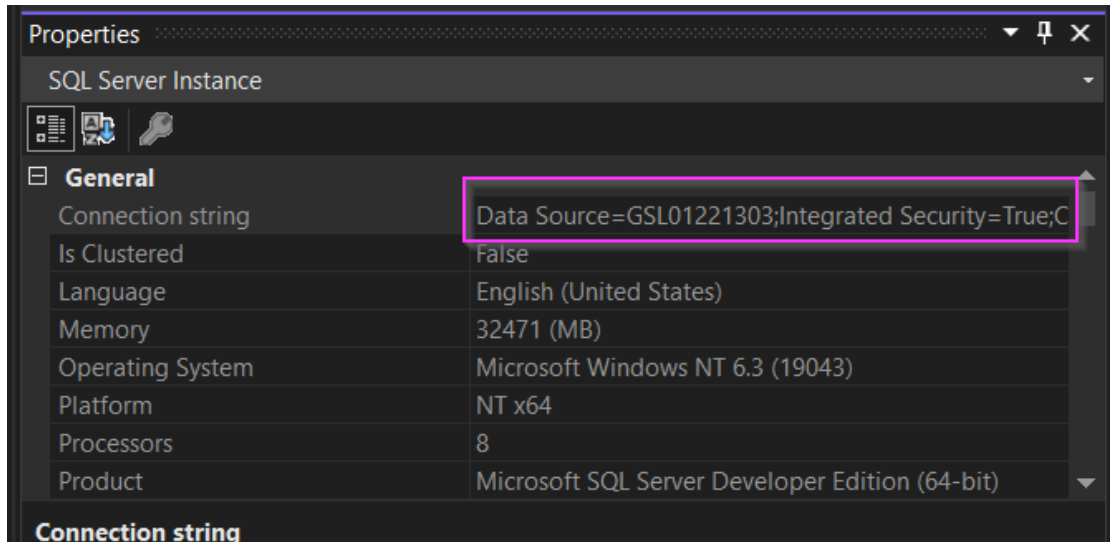 Properties
SQL Server Instance
General
Connection string Data Source=GSL01221303;Integrated Security=True;C
Is Clustered False
Language English (United States)
Memory 32471 (MB)
Operating System Microsoft Windows NT 6.3 (19043)
Platform NT x64
Processors 8
Product Microsoft SQL Server Developer Edition (64-bit)
Connection string